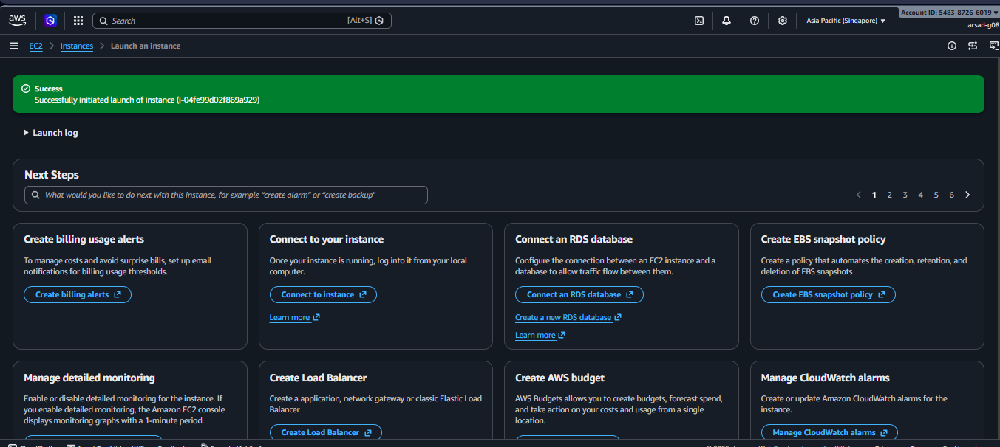 aws
Search
[Alt+S]
Asia Pacific (Singapore)
Account ID: 5483-8726-6019
acsad-g08
EC2
Instances
Launch an instance
Success
Successfully initiated launch of instance (i-04fe99d02f869a929)
Launch log
Next Steps
What would you like to do next with this instance, for example “create alarm” or “create backup”
1 2 3 4 5 6
Create billing usage alerts
To manage costs and avoid surprise bills, set up email
notifications for billing usage thresholds.
Create billing alerts
Connect to your instance
Once your instance is running, log into it from your local
computer.
Connect to instance
Learn more
Connect an RDS database
Configure the connection between an EC2 instance and a
database to allow traffic flow between them.
Connect an RDS database
Create a new RDS database
Learn more
Create EBS snapshot policy
Create a policy that automates the creation, retention, and
deletion of EBS snapshots
Create EBS snapshot policy
Manage detailed monitoring
Enable or disable detailed monitoring for the instance. If
you enable detailed monitoring, the Amazon EC2 console
displays monitoring graphs with a 1-minute period.
Create Load Balancer
Create a application, network gateway or classic Elastic Load
Balancer
Create Load Balancer
Create AWS budget
AWS Budgets allows you to create budgets, forecast spend,
and take action on your costs and usage from a single
location.
Manage CloudWatch alarms
Create or update Amazon CloudWatch alarms for the
instance.
Manage CloudWatch alarms